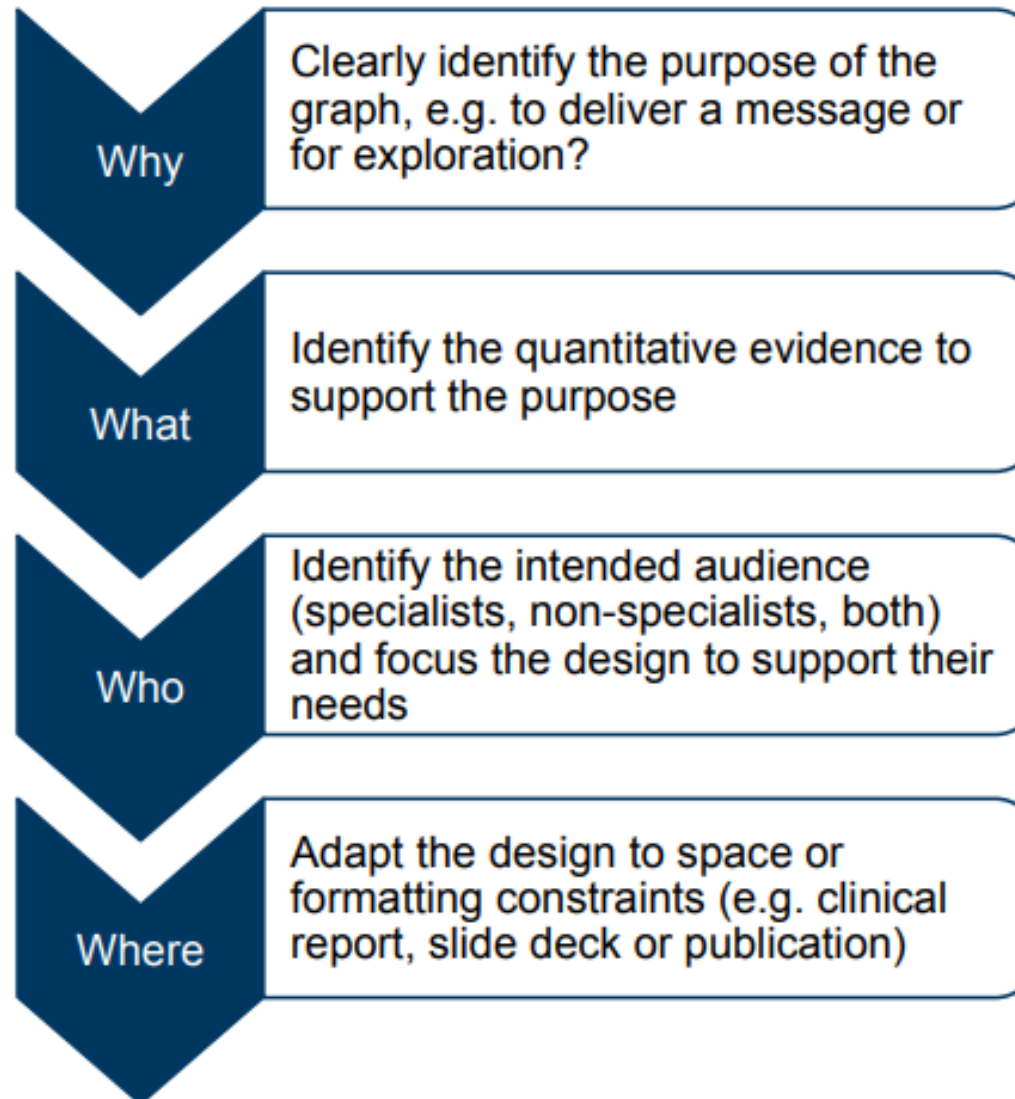 Why
Clearly identify the purpose of the
graph, e.g. to deliver a message or
for exploration?
What
Identify the quantitative evidence to
support the purpose
Who
Identify the intended audience
(specialists, non-specialists, both)
and focus the design to support their
needs
Where
Adapt the design to space or
formatting constraints (e.g. clinical
report, slide deck or publication)